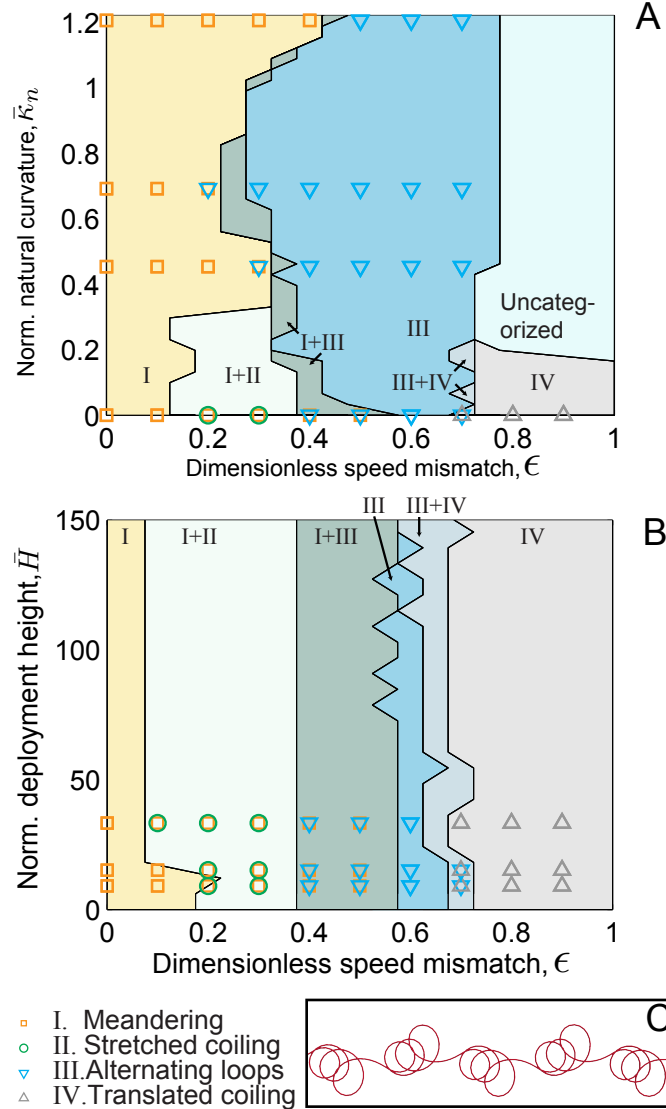 A
1.2
1
0.8
0.6
0.4
0.2
0
Norm. natural curvature, κ̄n
Uncateg-
orized
I+III
III
I
I+II
III+IV
IV
0
0.2
0.4
0.6
0.8
1
Dimensionless speed mismatch, ϵ
III
III+IV
150
I
I+II
I+III
IV
B
100
50
0
Norm. deployment height, H̄
0
0.2
0.4
0.6
0.8
1
Dimensionless speed mismatch, ϵ
I. Meandering
II. Stretched coiling
III. Alternating loops
IV. Translated coiling
C